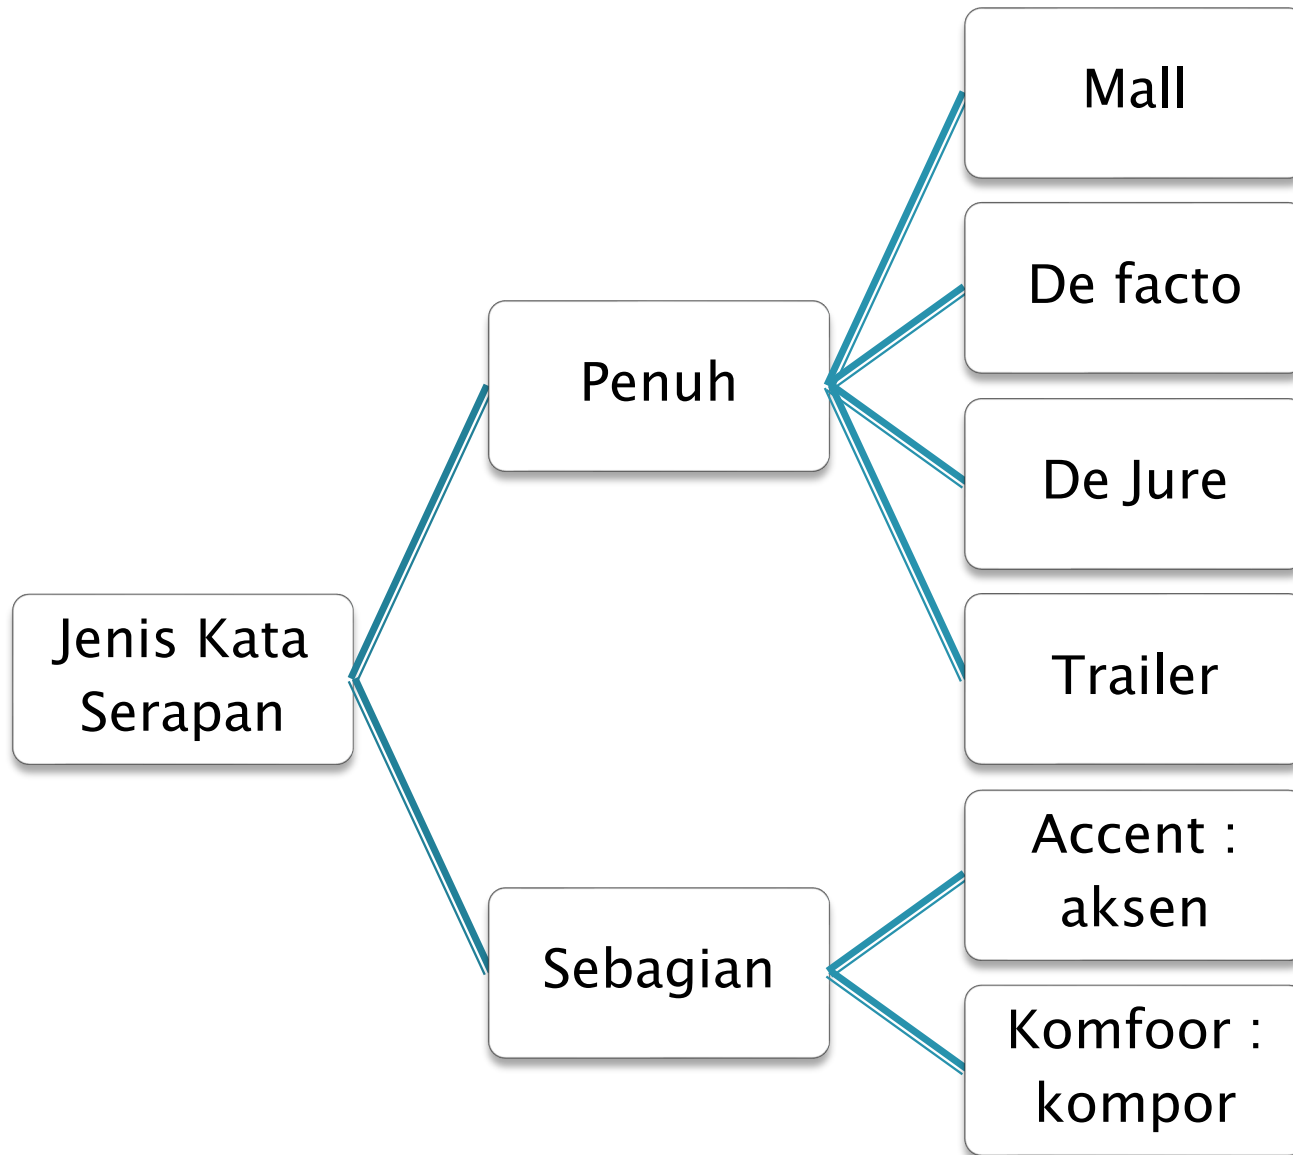 Jenis Kata
Serapan
Penuh
Mall
De facto
De Jure
Trailer
Sebagian
Accent :
aksen
Komfoor :
kompor